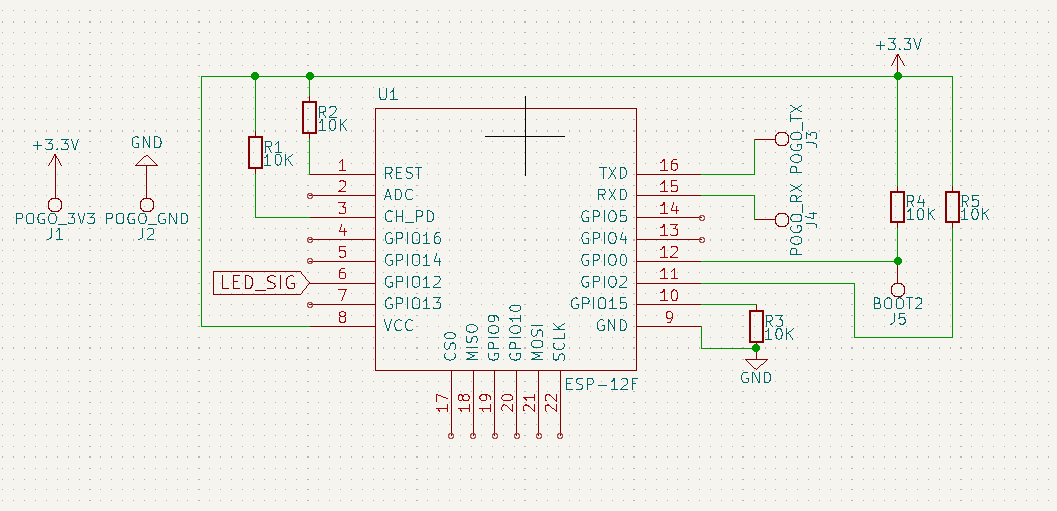 +3.3V
POGO_3V3
J1
GND
POGO_GND
J2
R1
10K
R2
10K
U1
1
REST
2
ADC
3
CH_PD
4
GPIO16
5
GPIO14
6
GPIO12
LED_SIG
7
GPIO13
8
VCC
CS0
MISO
GPIO9
GPIO10
MOSI
SCLK
17
18
19
20
21
22
ESP-12F
TXD
16
RXD
15
GPIO5
14
GPIO4
13
GPIO0
12
GPIO2
11
GPIO15
10
GND
9
POGO_TX
J3
POGO_RX
J4
R3
10K
GND
+3.3V
R4
10K
R5
10K
BOOT2
J5